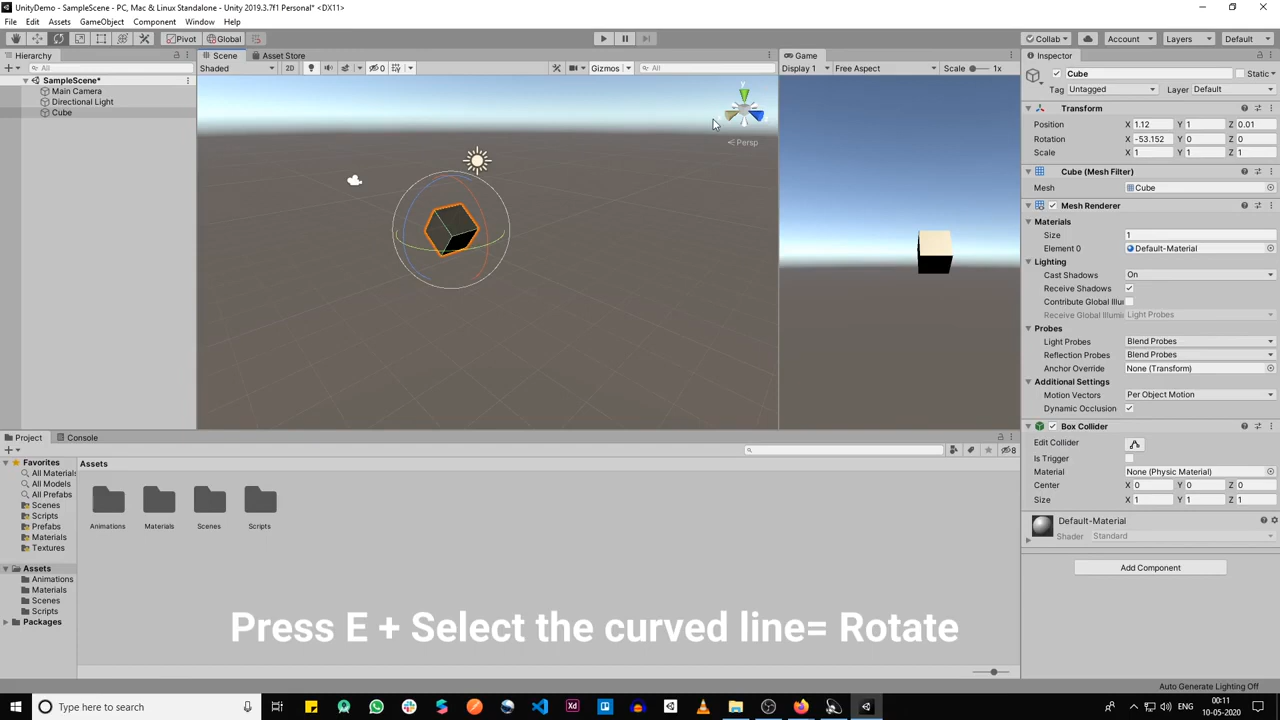 UnityDemo - SampleScene - PC, Mac & Linux Standalone - Unity 2019.3.7f1 Personal* <DX11>
File Edit Assets GameObject Component Window Help
Pivot Global Collab Account Layers Default
Hierarchy
All
SampleScene*
Main Camera
Directional Light
Cube
Scene Asset Store
Shaded 2D 0 Gizmos All
y
Persp
Game
Display 1 Free Aspect Scale 1x
Inspector
Cube Static
Tag Untagged Layer Default
Transform
Position X 1.12 Y 1 Z 0.01
Rotation X -53.152 Y 0 Z 0
Scale X 1 Y 1 Z 1
Cube (Mesh Filter)
Mesh Cube
Mesh Renderer
Materials
Size 1
Element 0 Default-Material
Lighting
Cast Shadows On
Receive Shadows
Contribute Global Illu
Receive Global Illumi Light Probes
Probes
Light Probes Blend Probes
Reflection Probes Blend Probes
Anchor Override None (Transform)
Additional Settings
Motion Vectors Per Object Motion
Dynamic Occlusion
Box Collider
Edit Collider
Is Trigger
Material None (Physic Material)
Center X 0 Y 0 Z 0
Size X 1 Y 1 Z 1
Default-Material
Shader Standard
Add Component
Project Console
8
Favorites
All Materials
All Models
All Prefabs
Scenes
Scripts
Prefabs
Materials
Textures
Assets
Animations
Materials
Scenes
Scripts
Packages
Assets
Animations Materials Scenes Scripts
Press E + Select the curved line= Rotate
Auto Generate Lighting Off
Type here to search
Xd
ENG
00:11
10-05-2020